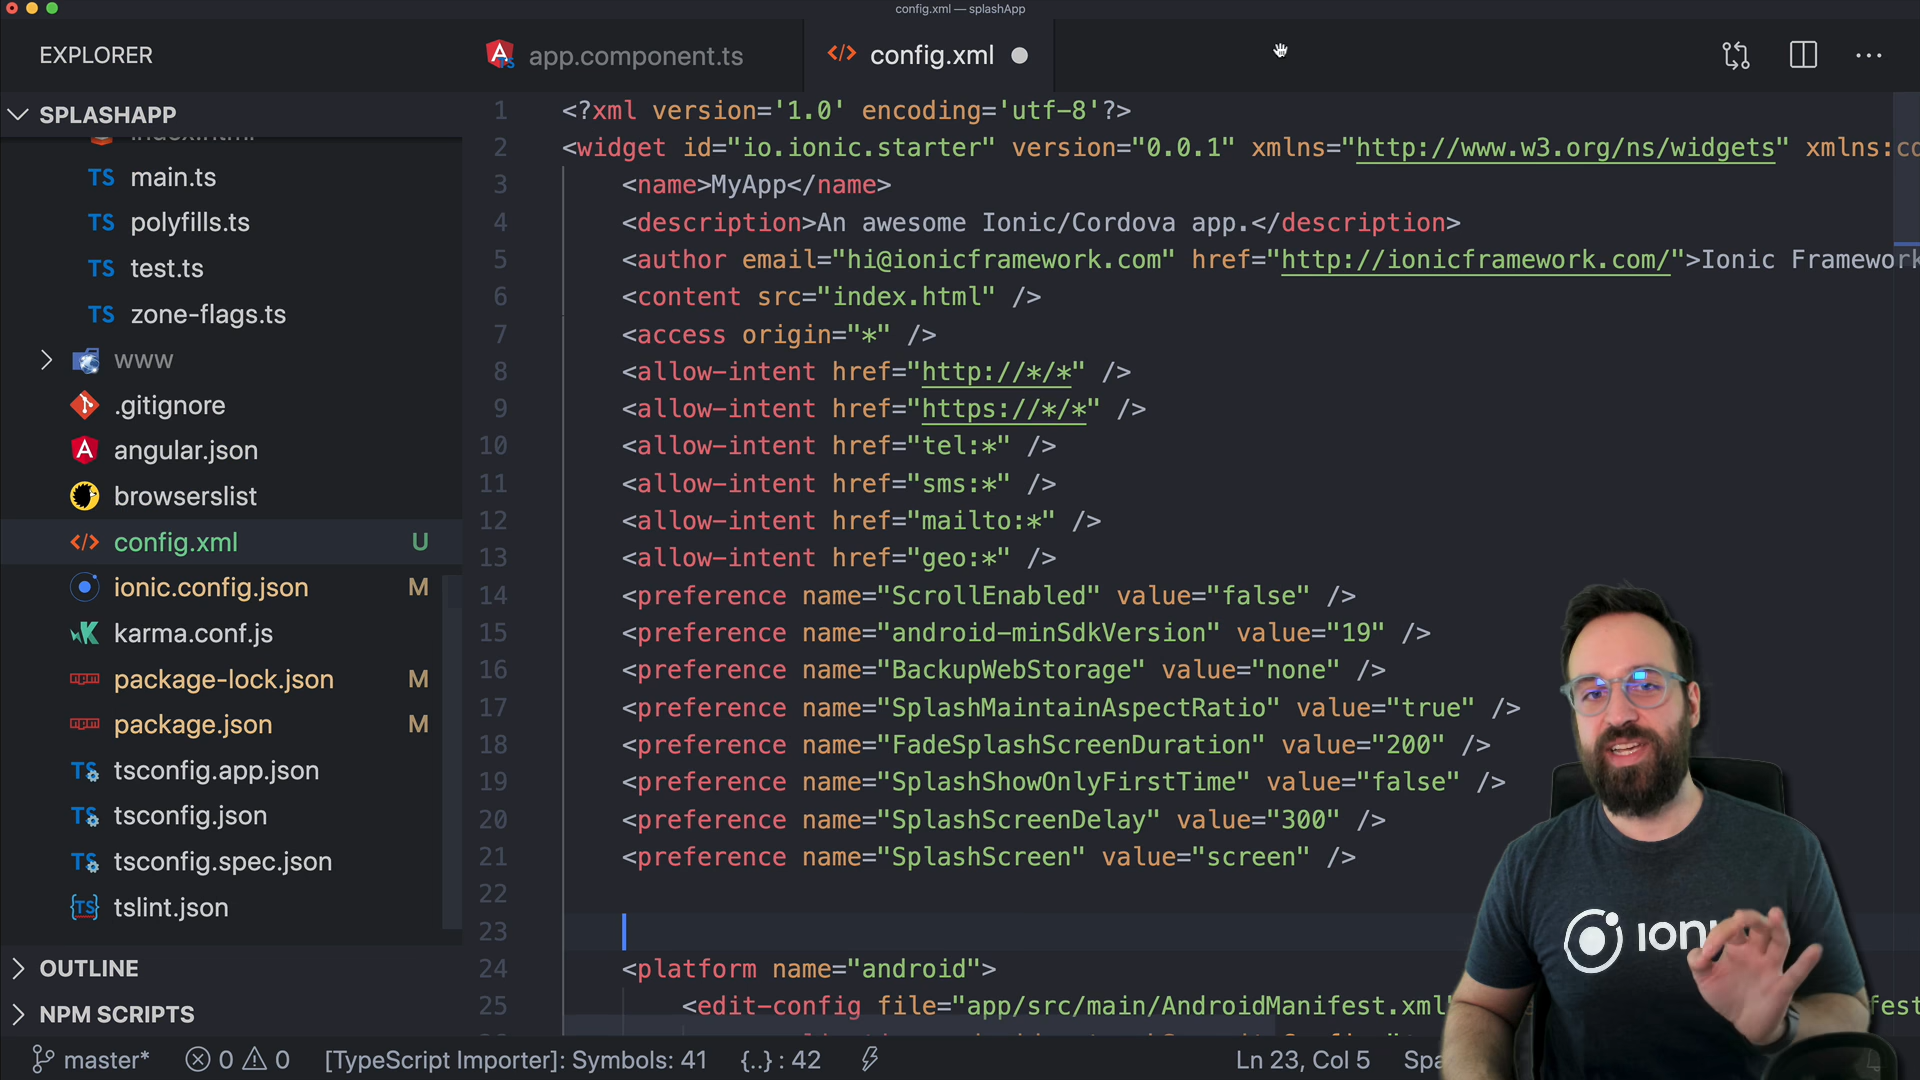 config.xml — splashApp
EXPLORER
app.component.ts
config.xml
SPLASHAPP
index.html
main.ts
polyfills.ts
test.ts
zone-flags.ts
www
.gitignore
angular.json
browserslist
config.xml U
ionic.config.json M
karma.conf.js
package-lock.json M
package.json M
tsconfig.app.json
tsconfig.json
tsconfig.spec.json
tslint.json
OUTLINE
NPM SCRIPTS
1 <?xml version='1.0' encoding='utf-8'?>
2 <widget id="io.ionic.starter" version="0.0.1" xmlns="http://www.w3.org/ns/widgets" xmlns:cd
3 <name>MyApp</name>
4 <description>An awesome Ionic/Cordova app.</description>
5 <author email="hi@ionicframework.com" href="http://ionicframework.com/">Ionic Framework
6 <content src="index.html" />
7 <access origin="*" />
8 <allow-intent href="http://*/*" />
9 <allow-intent href="https://*/*" />
10 <allow-intent href="tel:*" />
11 <allow-intent href="sms:*" />
12 <allow-intent href="mailto:*" />
13 <allow-intent href="geo:*" />
14 <preference name="ScrollEnabled" value="false" />
15 <preference name="android-minSdkVersion" value="19" />
16 <preference name="BackupWebStorage" value="none" />
17 <preference name="SplashMaintainAspectRatio" value="true" />
18 <preference name="FadeSplashScreenDuration" value="200" />
19 <preference name="SplashShowOnlyFirstTime" value="false" />
20 <preference name="SplashScreenDelay" value="300" />
21 <preference name="SplashScreen" value="screen" />
22
23
24 <platform name="android">
25 <edit-config file="app/src/main/AndroidManifest.xml"
ioni
master* 0 0 [TypeScript Importer]: Symbols: 41 {..} : 42 Ln 23, Col 5 Spa